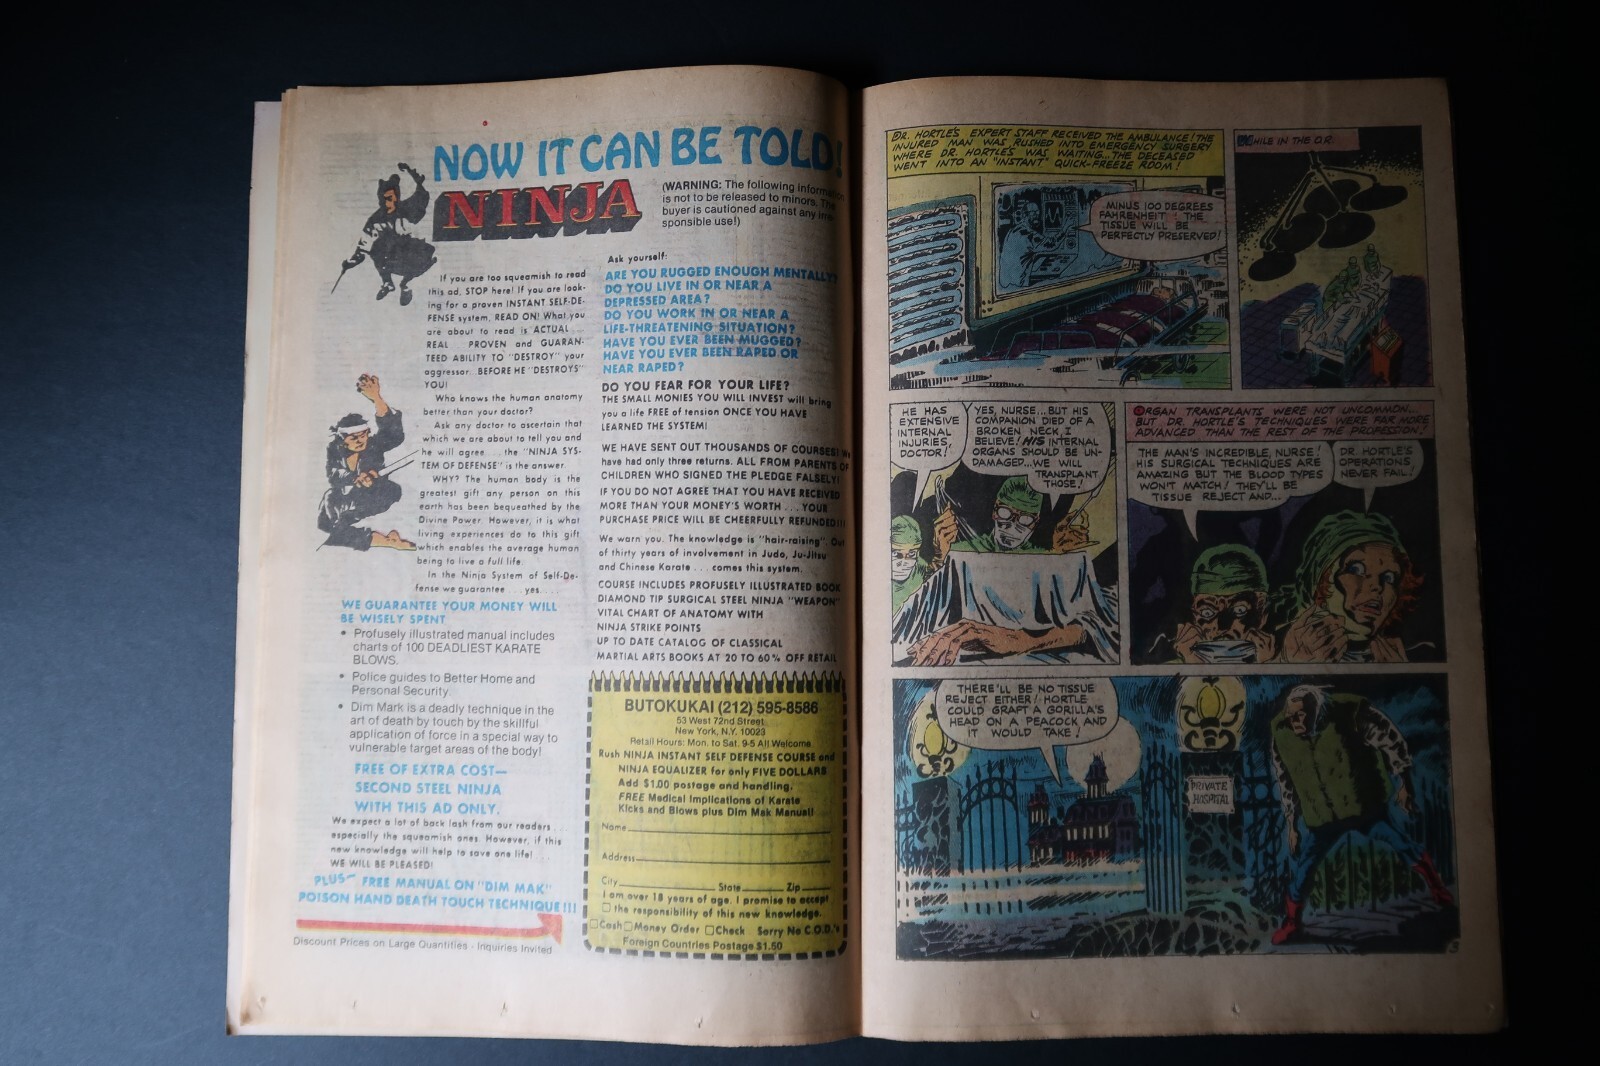 NOW IT CAN BE TOLD!
NINJA
(WARNING: The following information
is not to be released to minors. The
buyer is cautioned against any irre-
sponsible use!)
If you are too squeamish to read
this ad, STOP here! If you are look-
ing for a proven INSTANT SELF-DE-
FENSE system, READ ON! What you
are about to read is ACTUAL ...
REAL PROVEN and GUARAN-
TEED ABILITY TO "DESTROY" your
aggressor...BEFORE HE "DESTROYS"
YOU!
Who knows the human anatomy
better than your doctor?
Ask any doctor to ascertain that
which we are about to tell you and
he will agree ... the "NINJA SYS-
TEM OF DEFENSE" is the answer.
WHY? The human body is the
greatest gift any person on this
earth has been bequeathed by the
Divine Power. However, it is what
living experiences do to this gift
which enables the average human
being to live a full life.
In the Ninja System of Self-De-
fense we guarantee ... yes....
WE GUARANTEE YOUR MONEY WILL
BE WISELY SPENT
• Profusely illustrated manual includes
charts of 100 DEADLIEST KARATE
BLOWS.
• Police guides to Better Home and
Personal Security.
• Dim Mark is a deadly technique in the
art of death by touch by the skillful
application of force in a special way to
vulnerable target areas of the body!
FREE OF EXTRA COST—
SECOND STEEL NINJA
WITH THIS AD ONLY.
We expect a lot of back lash from our readers ...
especially the squeamish ones. However, if this
new knowledge will help to save one life! ...
WE WILL BE PLEASED!
PLUS— FREE MANUAL ON "DIM MAK"
POISON HAND DEATH TOUCH TECHNIQUE!!!
Discount Prices on Large Quantities - Inquiries Invited
Ask yourself:
ARE YOU RUGGED ENOUGH MENTALLY?
DO YOU LIVE IN OR NEAR A
DEPRESSED AREA?
DO YOU WORK IN OR NEAR A
LIFE-THREATENING SITUATION?
HAVE YOU EVER BEEN MUGGED?
HAVE YOU EVER BEEN RAPED OR
NEAR RAPED?
DO YOU FEAR FOR YOUR LIFE?
THE SMALL MONIES YOU WILL INVEST will bring
you a life FREE of tension ONCE YOU HAVE
LEARNED THE SYSTEM!
WE HAVE SENT OUT THOUSANDS OF COURSES! We
have had only three returns. ALL FROM PARENTS OF
CHILDREN WHO SIGNED THE PLEDGE FALSELY!
IF YOU DO NOT AGREE THAT YOU HAVE RECEIVED
MORE THAN YOUR MONEY'S WORTH ... YOUR
PURCHASE PRICE WILL BE CHEERFULLY REFUNDED!!!
We warn you. The knowledge is "hair-raising". Out
of thirty years of involvement in Judo, Ju-Jitsu
and Chinese Karate ... comes this system.
COURSE INCLUDES PROFUSELY ILLUSTRATED BOOK
DIAMOND TIP SURGICAL STEEL NINJA "WEAPON"
VITAL CHART OF ANATOMY WITH
NINJA STRIKE POINTS
UP TO DATE CATALOG OF CLASSICAL
MARTIAL ARTS BOOKS AT 20 TO 60% OFF RETAIL
BUTOKUKAI (212) 595-8586
53 West 72nd Street
New York, N.Y. 10023
Retail Hours: Mon. to Sat. 9-5 All Welcome
Rush NINJA INSTANT SELF DEFENSE COURSE and
NINJA EQUALIZER for only FIVE DOLLARS
Add $1.00 postage and handling.
FREE Medical Implications of Karate
Kicks and Blows plus Dim Mak Manual!
Name
Address
City State Zip
I am over 18 years of age. I promise to accept
☐ the responsibility of this new knowledge.
☐Cash ☐Money Order ☐Check Sorry No C.O.D.'s
Foreign Countries Postage $1.50
DR. HORTLE'S EXPERT STAFF RECEIVED THE AMBULANCE! THE
INJURED MAN WAS RUSHED INTO EMERGENCY SURGERY
WHERE DR. HORTLE'S WAS WAITING...THE DECEASED
WENT INTO AN "INSTANT" QUICK-FREEZE ROOM!
MINUS 100 DEGREES
FAHRENHEIT! THE
TISSUE WILL BE
PERFECTLY PRESERVED!
WHILE IN THE O.R.
HE HAS
EXTENSIVE
INTERNAL
INJURIES,
DOCTOR!
YES, NURSE...BUT HIS
COMPANION DIED OF A
BROKEN NECK, I
BELIEVE! HIS INTERNAL
ORGANS SHOULD BE UN-
DAMAGED...WE WILL
TRANSPLANT
THOSE!
ORGAN TRANSPLANTS WERE NOT UNCOMMON...
BUT DR. HORTLE'S TECHNIQUES WERE FAR MORE
ADVANCED THAN THE REST OF THE PROFESSION!
THE MAN'S INCREDIBLE, NURSE!
HIS SURGICAL TECHNIQUES ARE
AMAZING BUT THE BLOOD TYPES
WON'T MATCH! THEY'LL BE
TISSUE REJECT AND...
DR. HORTLE'S
OPERATIONS
NEVER FAIL!
THERE'LL BE NO TISSUE
REJECT EITHER! HORTLE
COULD GRAFT A GORILLA'S
HEAD ON A PEACOCK AND
IT WOULD TAKE!
PRIVATE
HOSPITAL